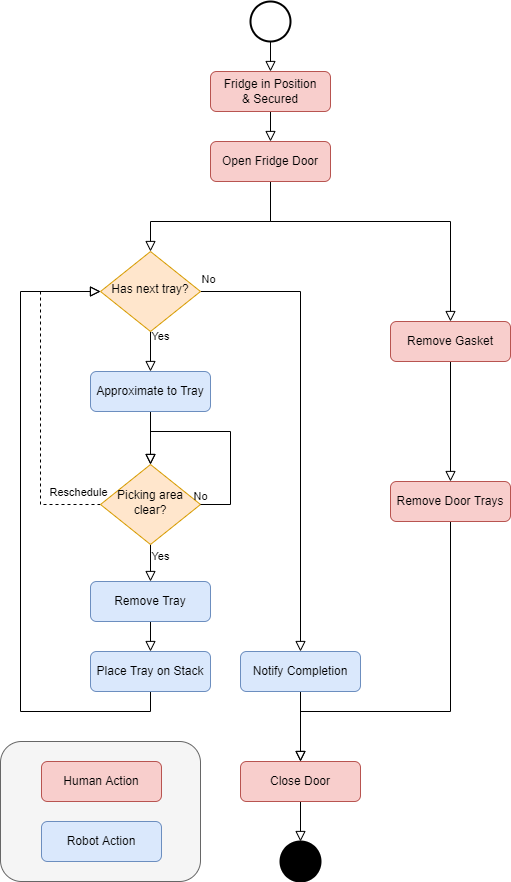 Fridge in Position
& Secured
Open Fridge Door
Has next tray?
No
Yes
Remove Gasket
Approximate to Tray
Reschedule
Picking area
clear?
No
Remove Door Trays
Yes
Remove Tray
Place Tray on Stack
Notify Completion
Human Action
Close Door
Robot Action